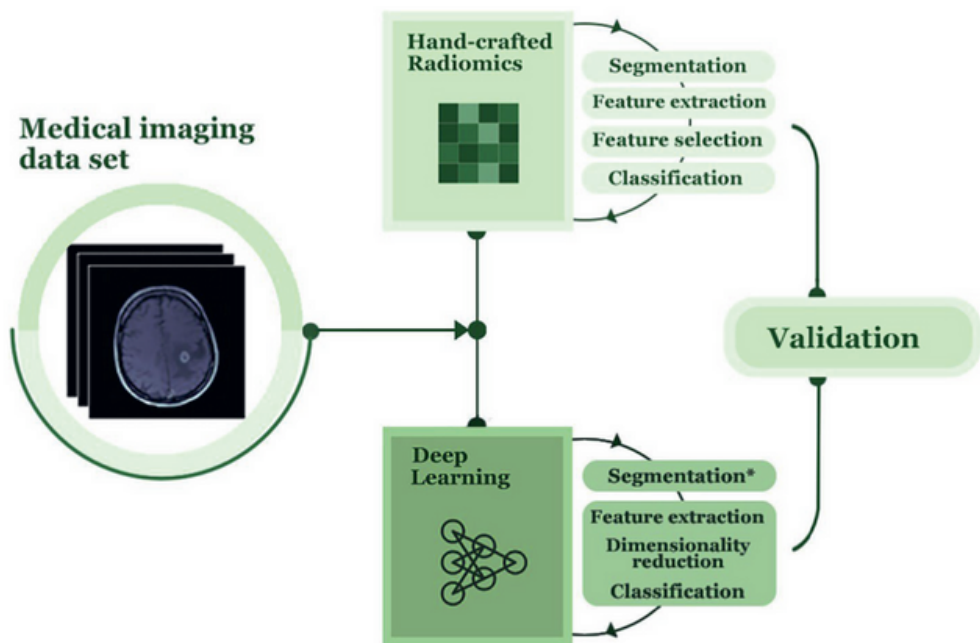 Medical imaging
data set
Hand-crafted
Radiomics
Segmentation
Feature extraction
Feature selection
Classification
Validation
Deep
Learning
Segmentation*
Feature extraction
Dimensionality
reduction
Classification